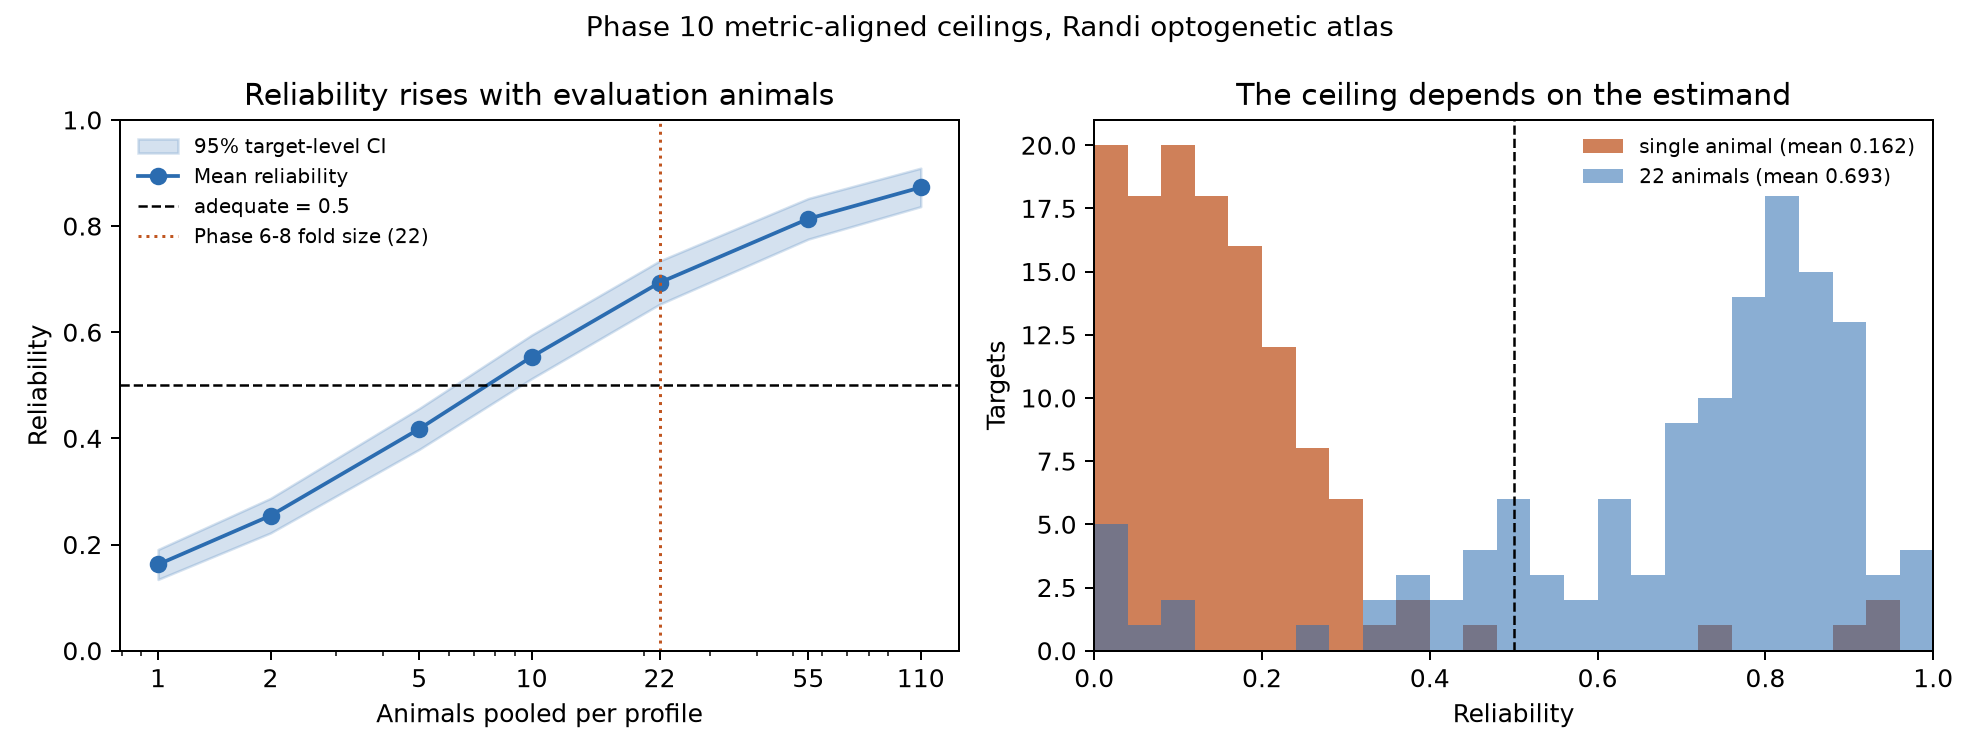 Phase 10 metric-aligned ceilings, Randi optogenetic atlas
Reliability rises with evaluation animals
1.0
0.8
0.6
0.4
0.2
0.0
Reliability
95% target-level CI
Mean reliability
adequate = 0.5
Phase 6-8 fold size (22)
1
2
5
10
22
55
110
Animals pooled per profile
The ceiling depends on the estimand
20.0
17.5
15.0
12.5
10.0
7.5
5.0
2.5
0.0
Targets
single animal (mean 0.162)
22 animals (mean 0.693)
0.0
0.2
0.4
0.6
0.8
1.0
Reliability